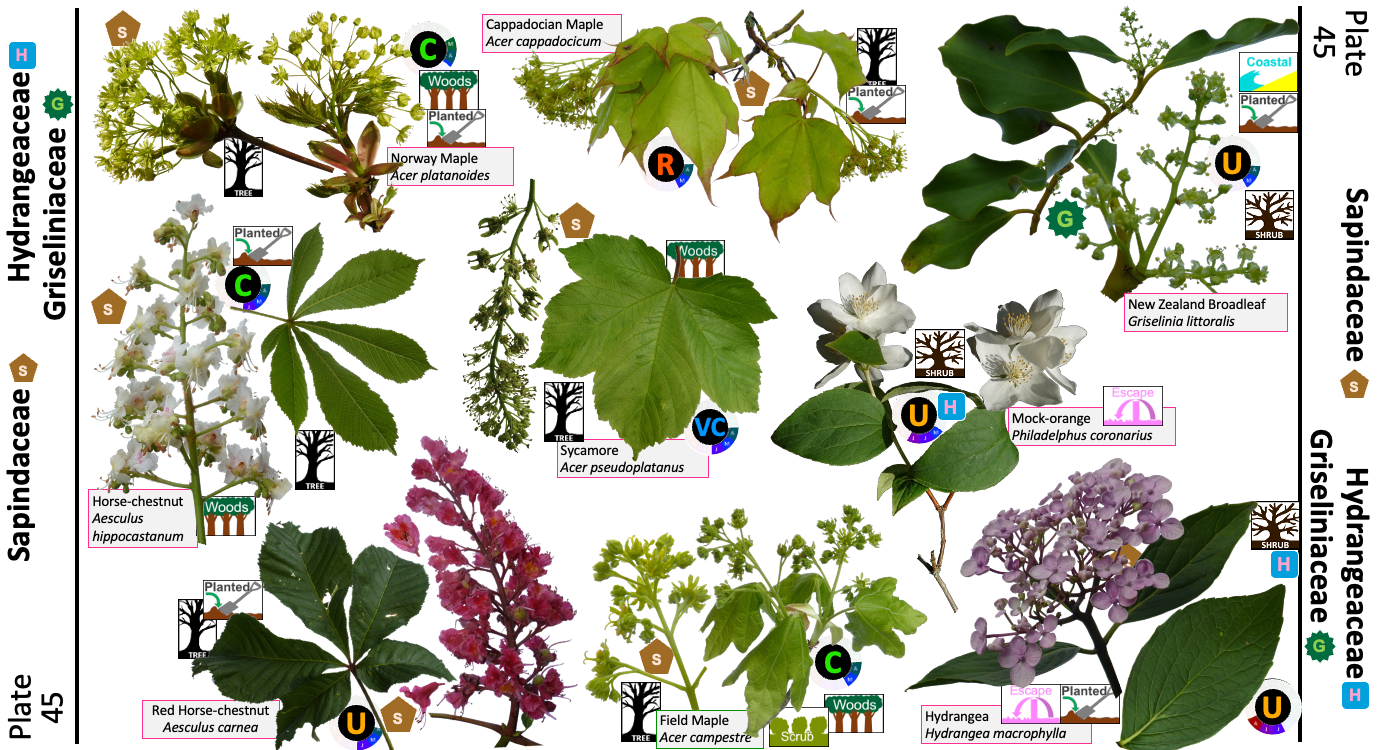 Plate
45
Hydrangeaceae H
Griseliniaceae G
Sapindaceae S
Plate
45
S
C
Woods
Planted
TREE
Norway Maple
Acer platanoides
Cappadocian Maple
Acer cappadocicum
S
TREE
Planted
R
Coastal
Planted
U
SHRUB
G
New Zealand Broadleaf
Griselinia littoralis
Planted
C
S
TREE
Horse-chestnut
Aesculus
hippocastanum
Woods
S
Woods
TREE
VC
Sycamore
Acer pseudoplatanus
SHRUB
U
H
Escape
Mock-orange
Philadelphus coronarius
Planted
TREE
Red Horse-chestnut
Aesculus carnea
U
S
S
C
TREE
Field Maple
Acer campestre
Scrub
Woods
SHRUB
H
Escape
Planted
Hydrangea
Hydrangea macrophylla
U
Sapindaceae S
Hydrangeaceae H
Griseliniaceae G